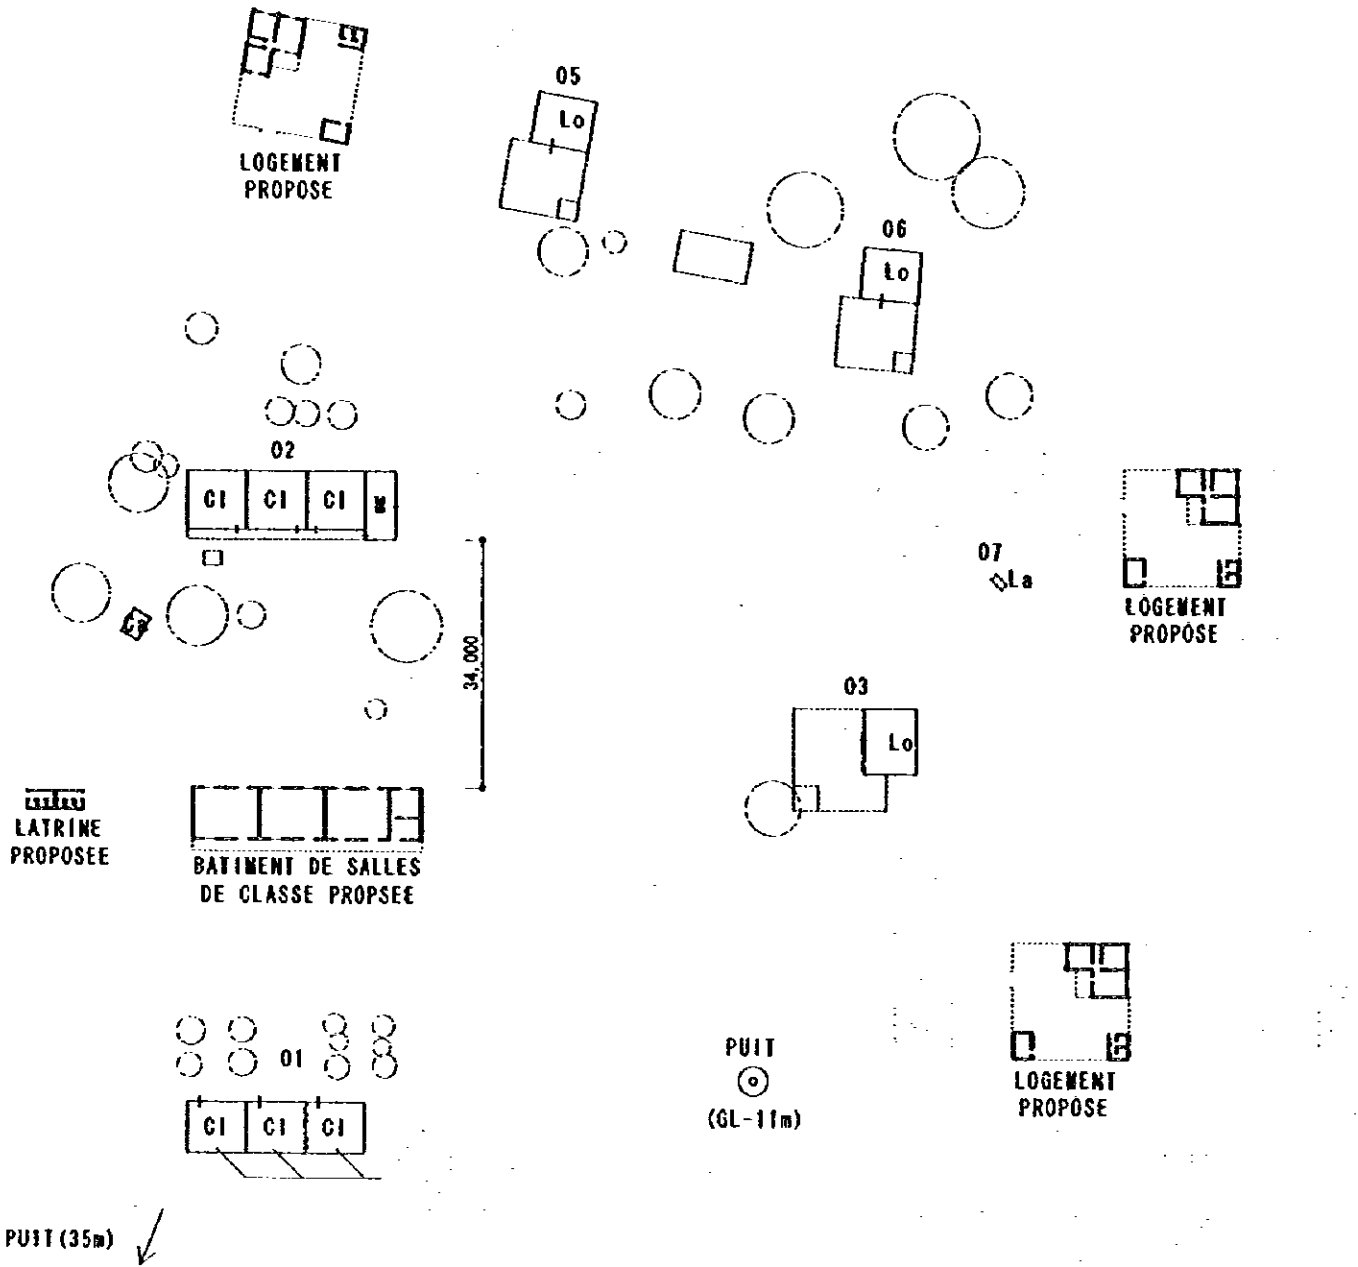 05
Lo
LOGEMENT
PROPOSE
06
Lo
02
Cl Cl Cl M
07
La
LOGEMENT
PROPOSE
La
34,000
03
Lo
LATRINE
PROPOSEE
BATIMENT DE SALLES
DE CLASSE PROPSEE
01
Cl Cl Cl
PUIT
(GL-11m)
LOGEMENT
PROPOSE
PUIT(35m)